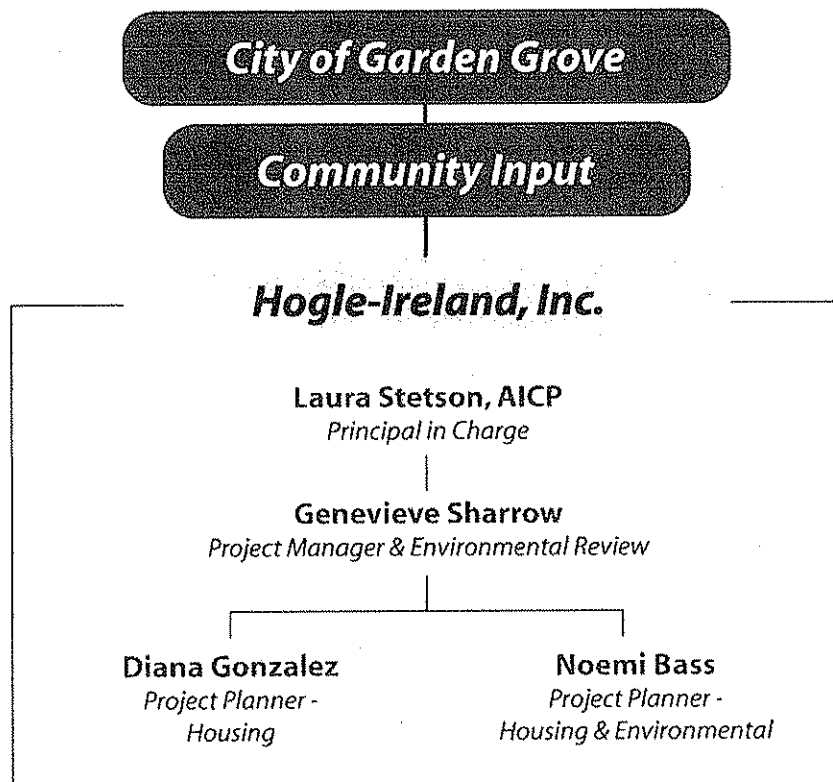 City of Garden Grove
Community Input
Hogle-Ireland, Inc.
Laura Stetson, AICP
Principal in Charge
Genevieve Sharrow
Project Manager & Environmental Review
Diana Gonzalez
Project Planner -
Housing
Noemi Bass
Project Planner -
Housing & Environmental